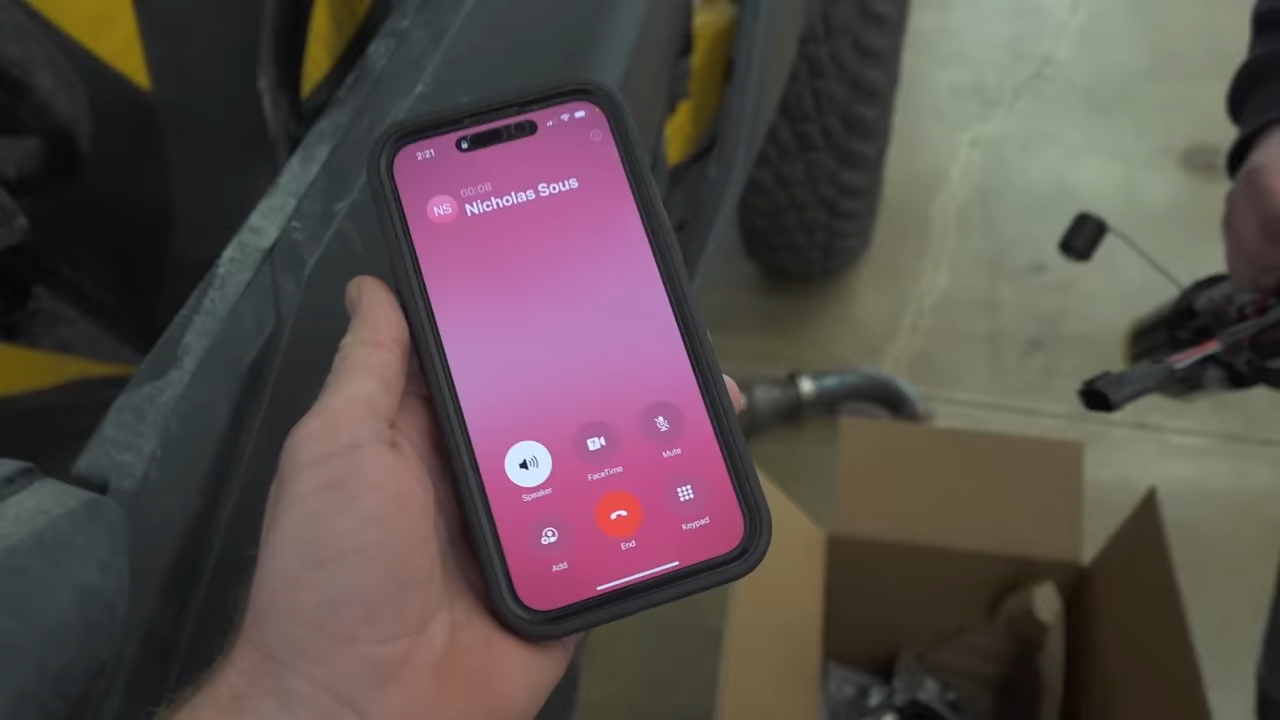 2:21
00:08
NS
Nicholas Sous
Speaker
FaceTime
Mute
Add
End
Keypad